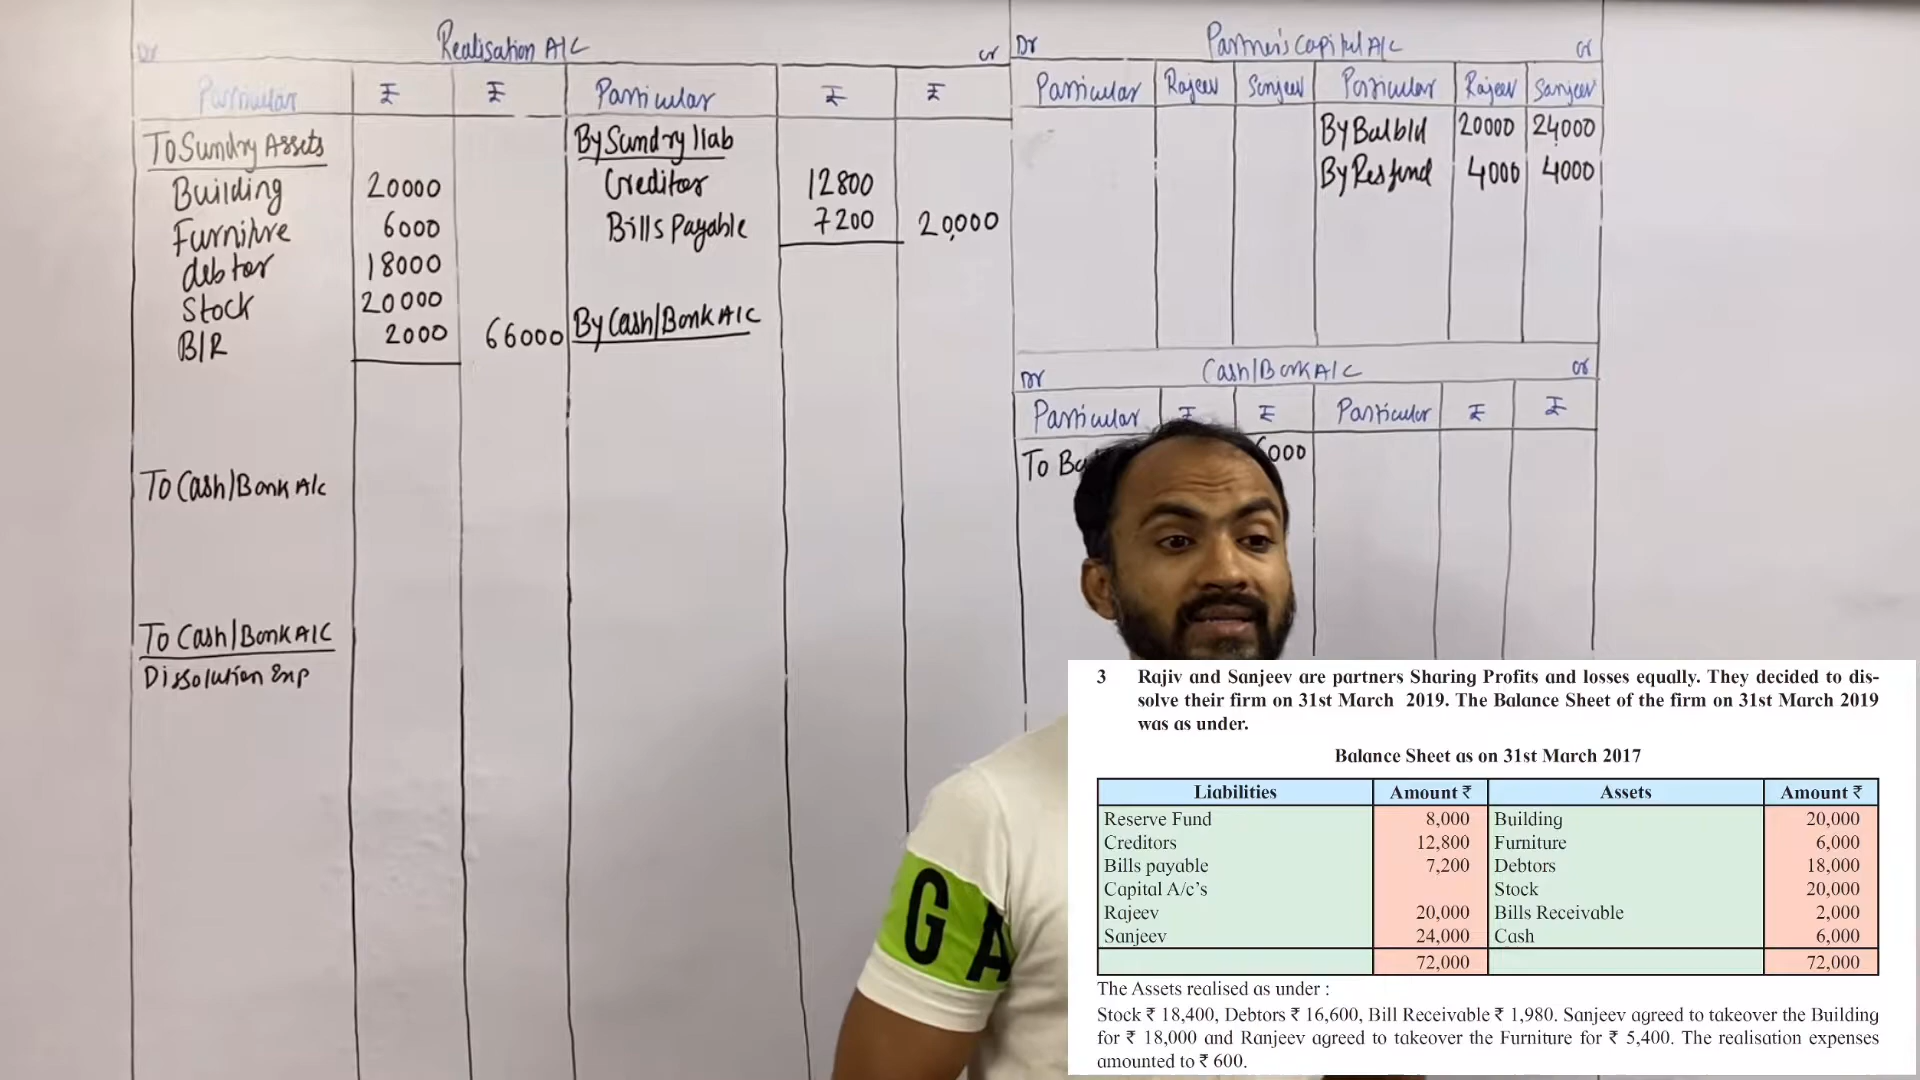 Realisation A/C
Dr
cr
Particular ₹ ₹ Particular ₹ ₹
To Sundry Assets
Building 20000
Furniture 6000
debtor 18000
Stock 20000
B/R 2000 66000
To Cash/Bank A/c
To Cash/Bank A/C
Dissolution Exp
By Sundry liab
Creditor 12800
Bills Payable 7200 20,000
By Cash/Bank A/C
Dr Partner's Capital A/C cr
Particular Rajeev Sanjeev Particular Rajeev Sanjeev
By Bal b/d 20000 24,000
By Res fund 4000 4000
Dr Cash/Bank A/C cr
Particular ₹ ₹ Particular ₹ ₹
To
G A
3 Rajiv and Sanjeev are partners Sharing Profits and losses equally. They decided to dis-
solve their firm on 31st March 2019. The Balance Sheet of the firm on 31st March 2019
was as under.
Balance Sheet as on 31st March 2017
Liabilities Amount ₹ Assets Amount ₹
Reserve Fund 8,000 Building 20,000
Creditors 12,800 Furniture 6,000
Bills payable 7,200 Debtors 18,000
Capital A/c's Stock 20,000
Rajeev 20,000 Bills Receivable 2,000
Sanjeev 24,000 Cash 6,000
72,000 72,000
The Assets realised as under :
Stock ₹ 18,400, Debtors ₹ 16,600, Bill Receivable ₹ 1,980. Sanjeev agreed to takeover the Building
for ₹ 18,000 and Ranjeev agreed to takeover the Furniture for ₹ 5,400. The realisation expenses
amounted to ₹ 600.